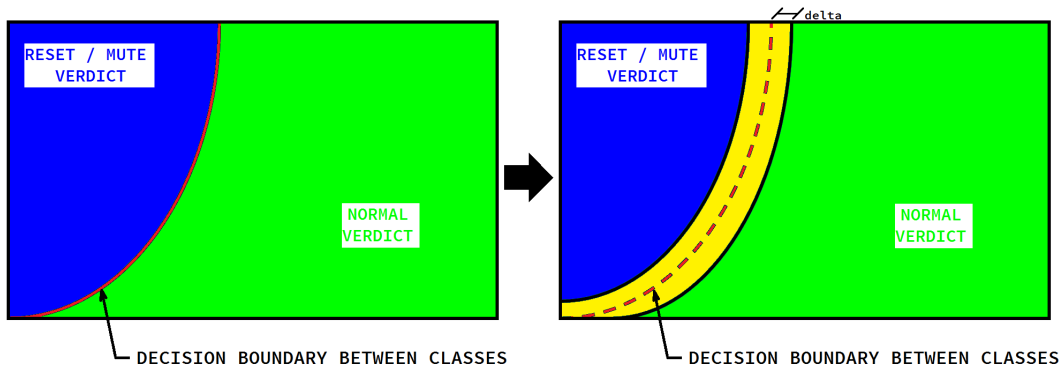 delta
RESET / MUTE
VERDICT
NORMAL
VERDICT
DECISION BOUNDARY BETWEEN CLASSES
RESET / MUTE
VERDICT
NORMAL
VERDICT
DECISION BOUNDARY BETWEEN CLASSES